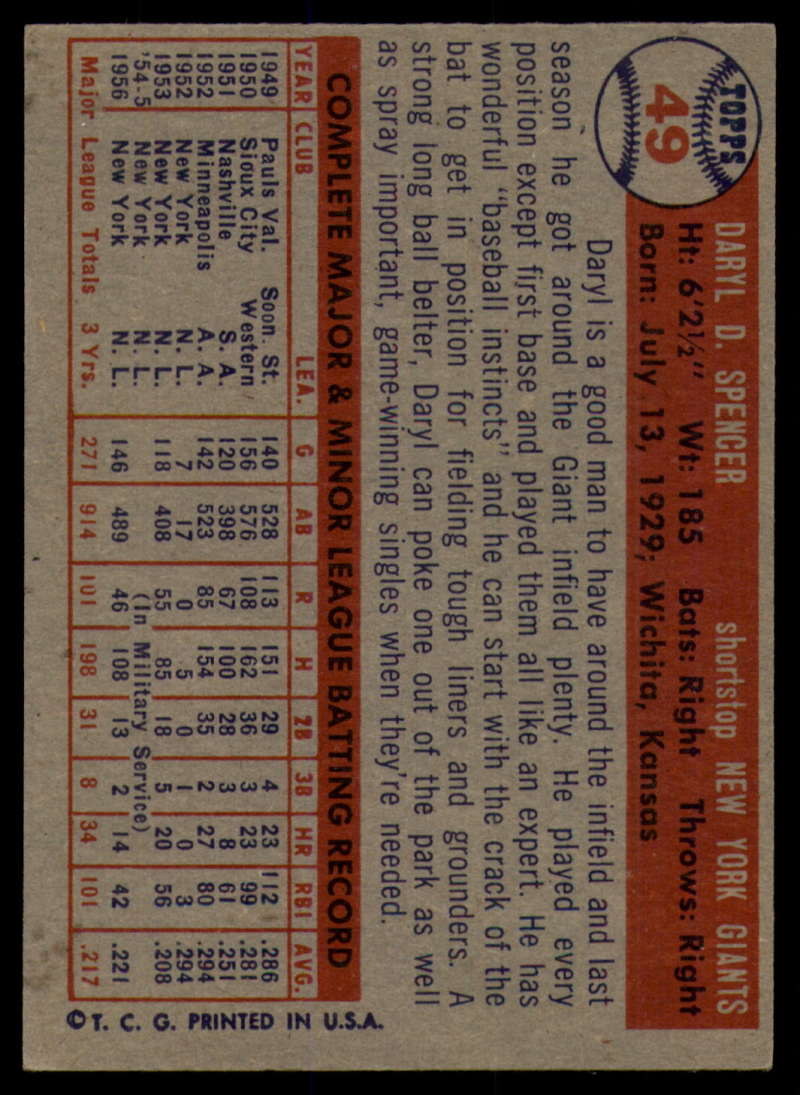 TOPPS
49
DARYL D. SPENCER shortstop NEW YORK GIANTS
Ht: 6'2½" Wt: 185 Bats: Right Throws: Right
Born: July 13, 1929; Wichita, Kansas
Daryl is a good man to have around the infield and last
season he got around the Giant infield plenty. He played every
position except first base and played them all like an expert. He has
wonderful "baseball instincts" and he can start with the crack of the
bat to get in position for fielding tough liners and grounders. A
strong long ball belter, Daryl can poke one out of the park as well
as spray important, game-winning singles when they're needed.
COMPLETE MAJOR & MINOR LEAGUE BATTING RECORD
YEAR CLUB LEA. G AB R H 2B 3B HR RBI AVG.
1949 Pauls Val. Soon. St. 140 528 113 151 29 4 23 112 .286
1950 Sioux City Western 156 576 108 162 36 3 23 99 .281
1951 Nashville S. A. 120 398 67 100 28 3 8 61 .251
1952 Minneapolis A. A. 142 523 85 154 35 2 27 80 .294
1952 New York N. L. 7 17 0 5 0 1 0 3 .294
1953 New York N. L. 118 408 55 85 18 5 20 56 .208
'54-5 New York N. L. (In Military Service)
1956 New York N. L. 146 489 46 108 13 2 14 42 .221
Major League Totals 3 Yrs. 271 914 101 198 31 8 34 101 .217
© T. C. G. PRINTED IN U.S.A.